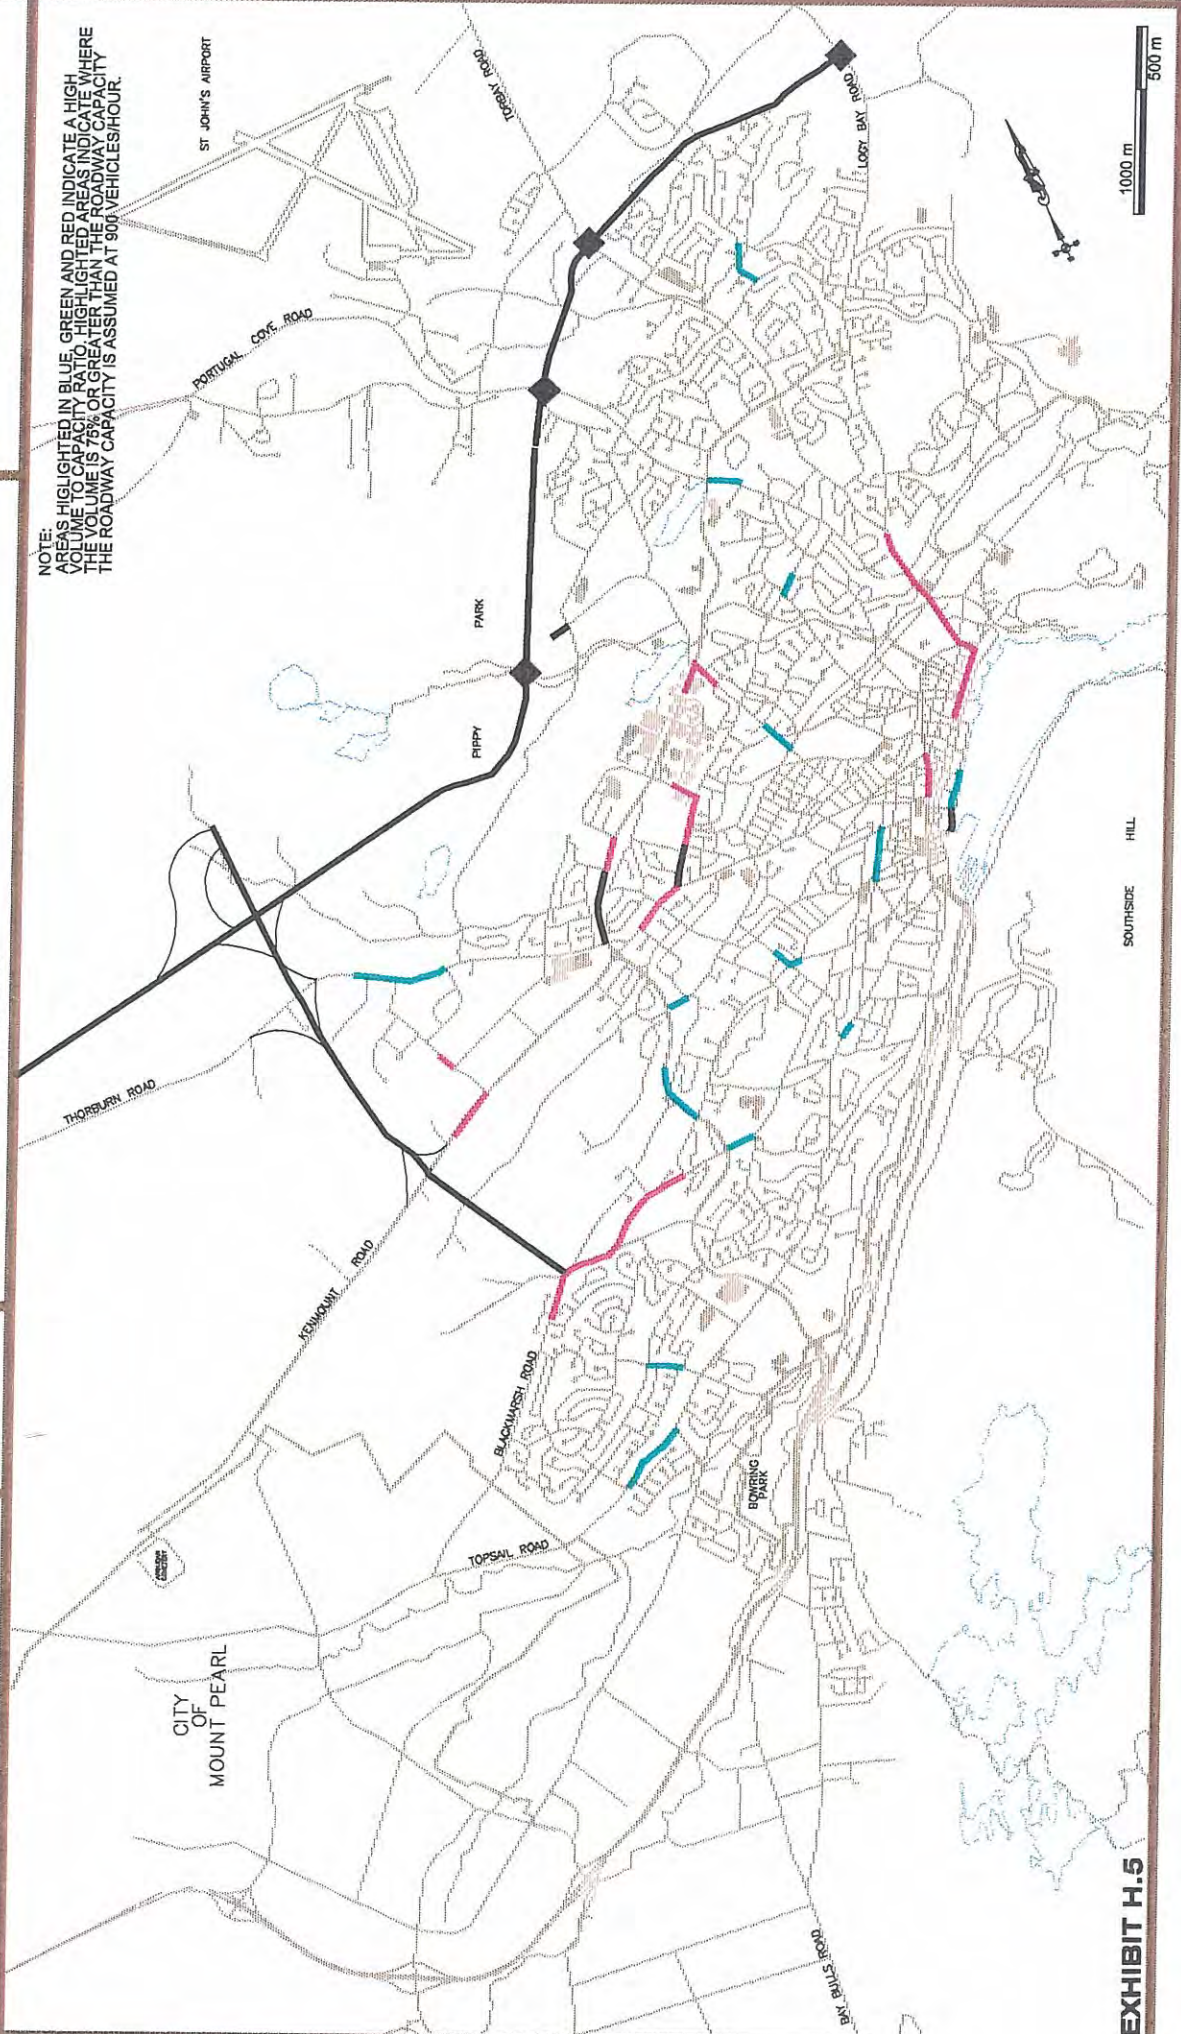 NOTE:
AREAS HIGLIGHTED IN BLUE, GREEN AND RED INDICATE A HIGH
VOLUME TO CAPACITY RATIO. HIGHLIGHTED AREAS INDICATE WHERE
THE VOLUME IS 75% OR GREATER THAN THE ROADWAY CAPACITY
THE ROADWAY CAPACITY IS ASSUMED AT 900 VEHICLES/HOUR.
ST JOHN'S AIRPORT
TORBAY ROAD
LOGY BAY ROAD
1000 m
500 m
PORTUGAL COVE ROAD
PIPPY PARK
SOUTHSIDE HILL
THORBURN ROAD
KENMOUNT ROAD
BLACKMARSH ROAD
BOWRING
PARK
TOPSAIL ROAD
CITY
OF
MOUNT PEARL
BAY BULLS ROAD
EXHIBIT H.5